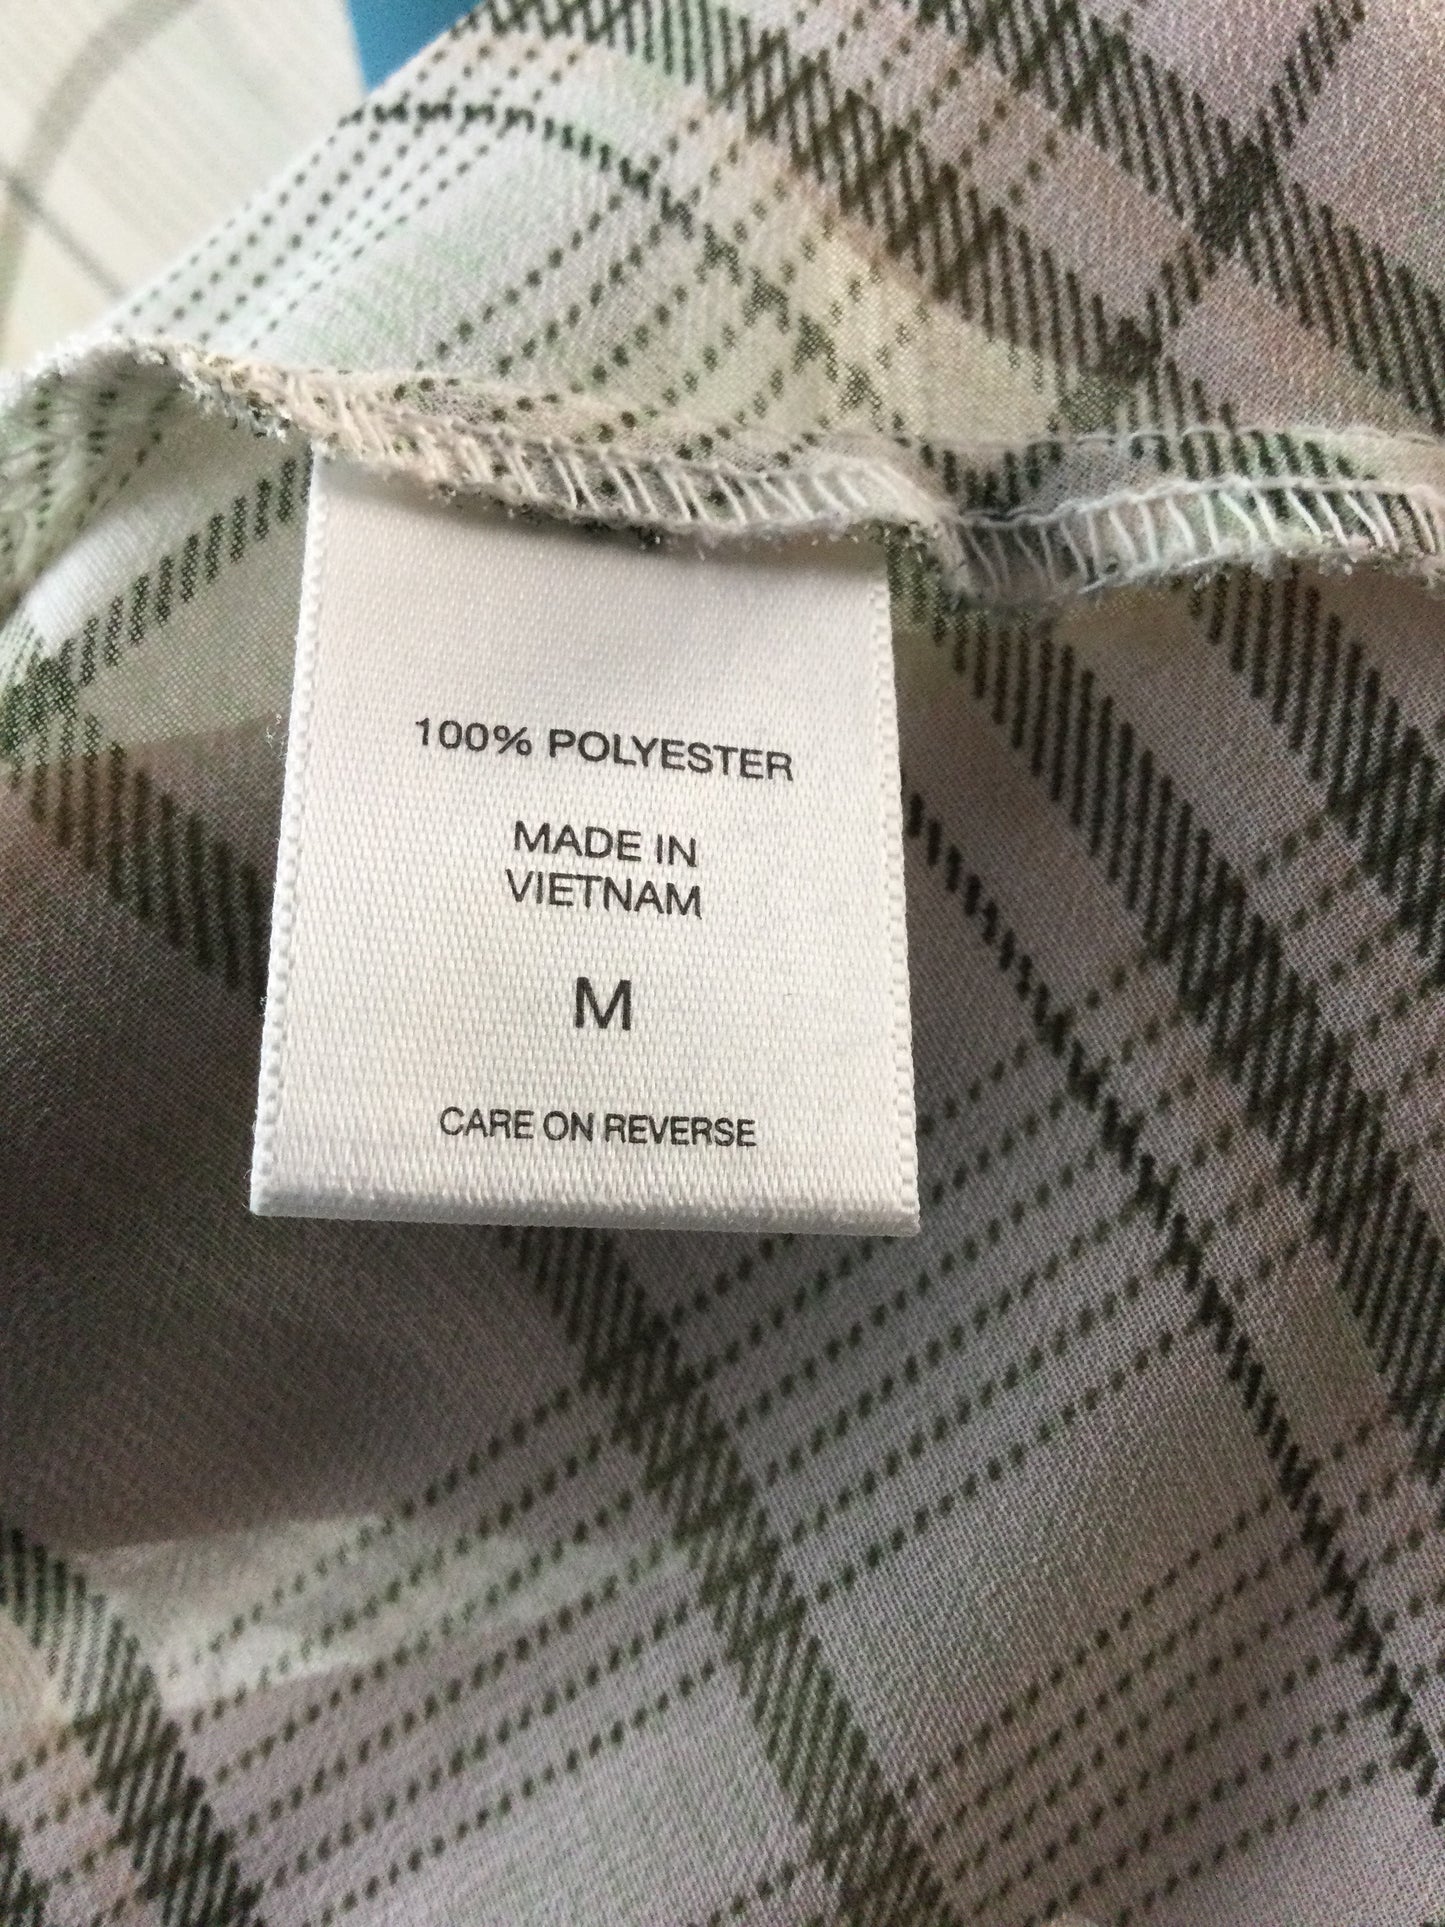 100% POLYESTER
MADE IN
VIETNAM
M
CARE ON REVERSE